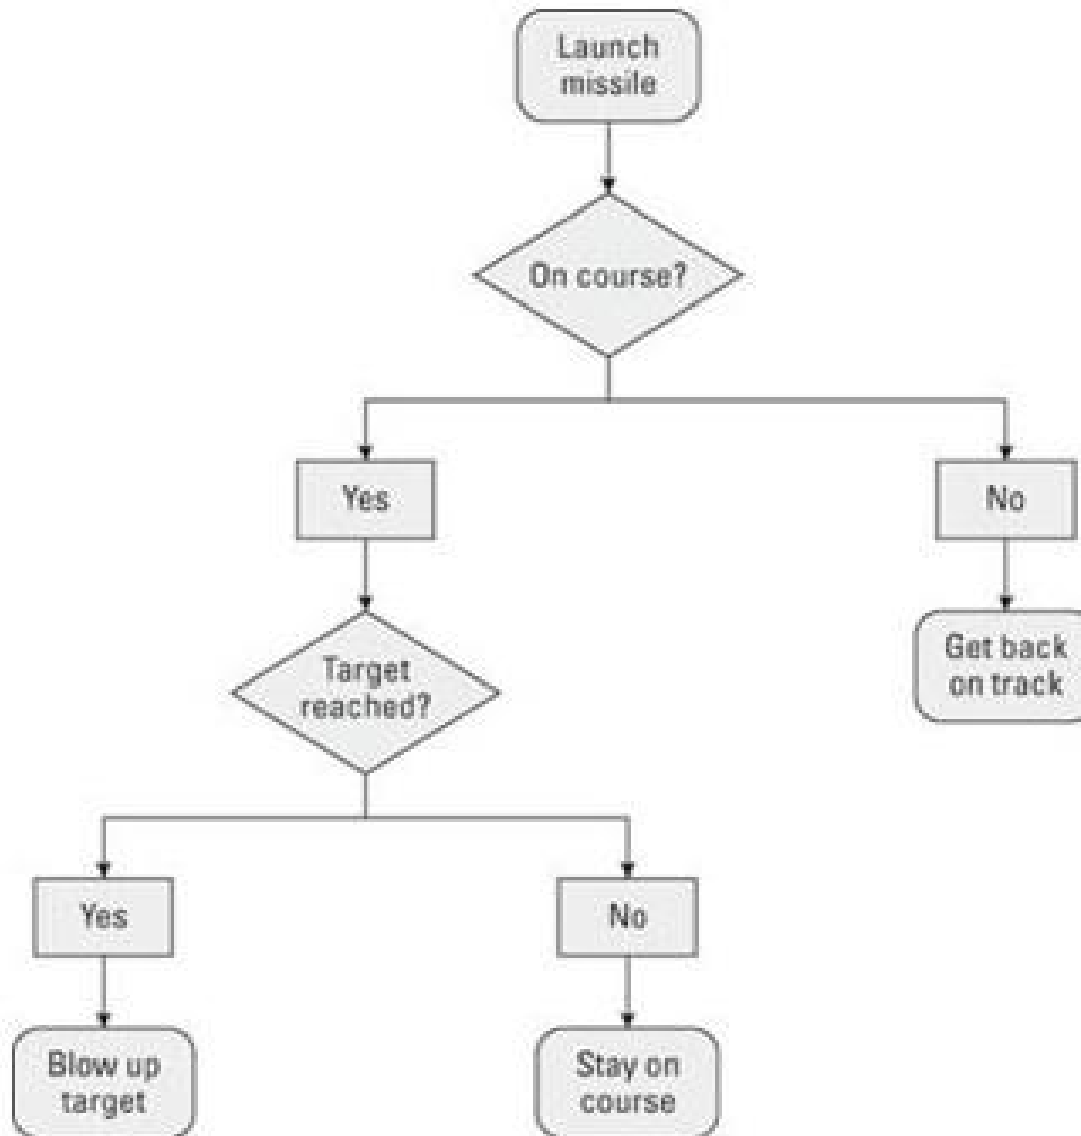 Launch
missile
On course?
Yes
No
Target
reached?
Get back
on track
Yes
No
Blow up
target
Stay on
course